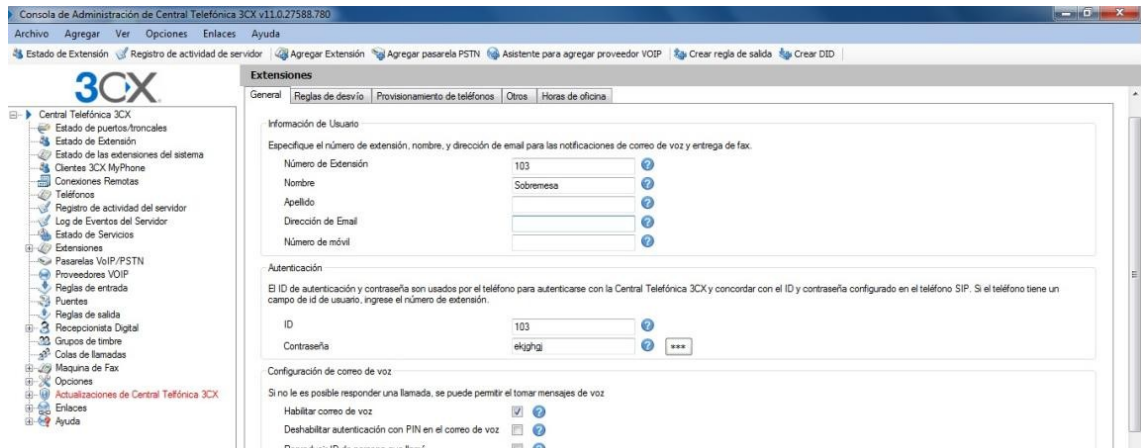 Consola de Administración de Central Telefónica 3CX v11.0.27588.780
Archivo Agregar Ver Opciones Enlaces Ayuda
Estado de Extensión Registro de actividad de servidor Agregar Extensión Agregar pasarela PSTN Asistente para agregar proveedor VOIP Crear regla de salida Crear DID
3CX
Central Telefónica 3CX
Estado de puertos/troncales
Estado de Extensión
Estado de las extensiones del sistema
Clientes 3CX MyPhone
Conexiones Remotas
Teléfonos
Registro de actividad del servidor
Log de Eventos del Servidor
Estado de Servicios
Extensiones
Pasarelas VoIP/PSTN
Proveedores VOIP
Reglas de entrada
Puentes
Reglas de salida
Recepcionista Digital
Grupos de timbre
Colas de llamadas
Maquina de Fax
Opciones
Actualizaciones de Central Telfónica 3CX
Enlaces
Ayuda
Extensiones
General Reglas de desvío Provisionamiento de teléfonos Otros Horas de oficina
Información de Usuario
Especifique el número de extensión, nombre, y dirección de email para las notificaciones de correo de voz y entrega de fax.
Número de Extensión 103
Nombre Sobremesa
Apellido
Dirección de Email
Número de móvil
Autenticación
El ID de autenticación y contraseña son usados por el teléfono para autenticarse con la Central Telefónica 3CX y concordar con el ID y contraseña configurado en el teléfono SIP. Si el teléfono tiene un
campo de id de usuario, ingrese el número de extensión.
ID 103
Contraseña ekjghgj ***
Configuración de correo de voz
Si no le es posible responder una llamada, se puede permitir el tomar mensajes de voz
Habilitar correo de voz
Deshabilitar autenticación con PIN en el correo de voz